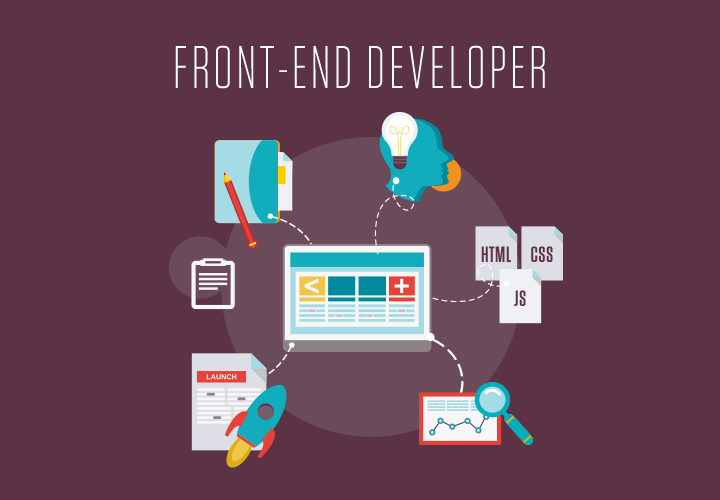 FRONT-END DEVELOPER
HTML
CSS
JS
LAUNCH